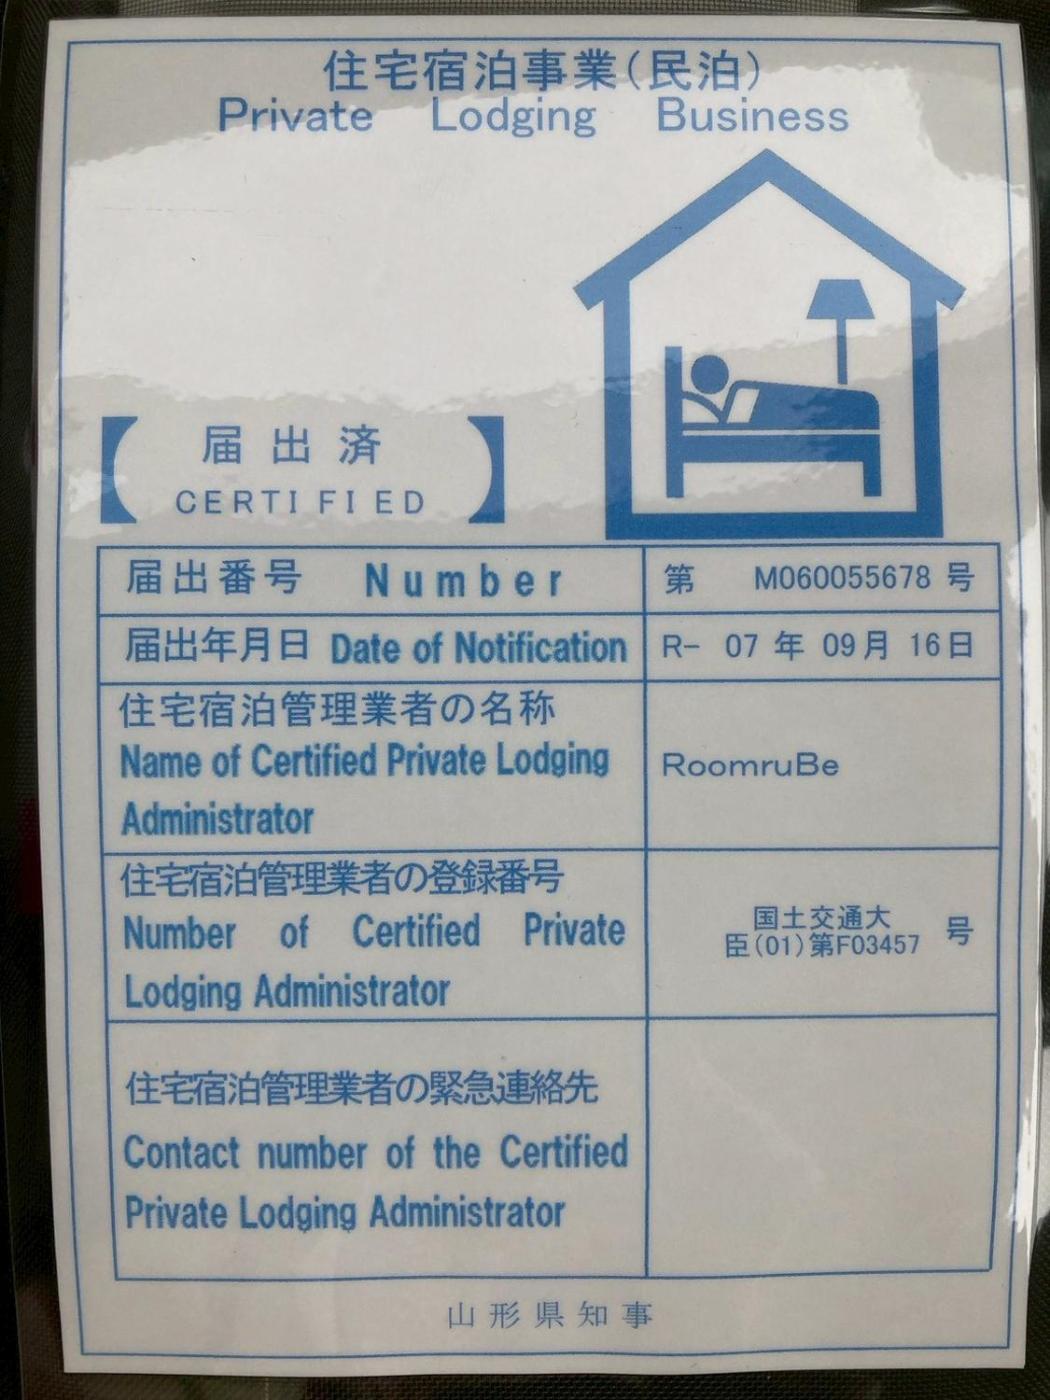 住宅宿泊事業(民泊)
Private Lodging Business
【 届出済 】
CERTIFIED
届出番号 Number 第 M060055678 号
届出年月日 Date of Notification R- 07 年 09月 16日
住宅宿泊管理業者の名称
Name of Certified Private Lodging
Administrator
RoomruBe
住宅宿泊管理業者の登録番号
Number of Certified Private
Lodging Administrator
国土交通大
臣(01)第F03457 号
住宅宿泊管理業者の緊急連絡先
Contact number of the Certified
Private Lodging Administrator
山形県知事